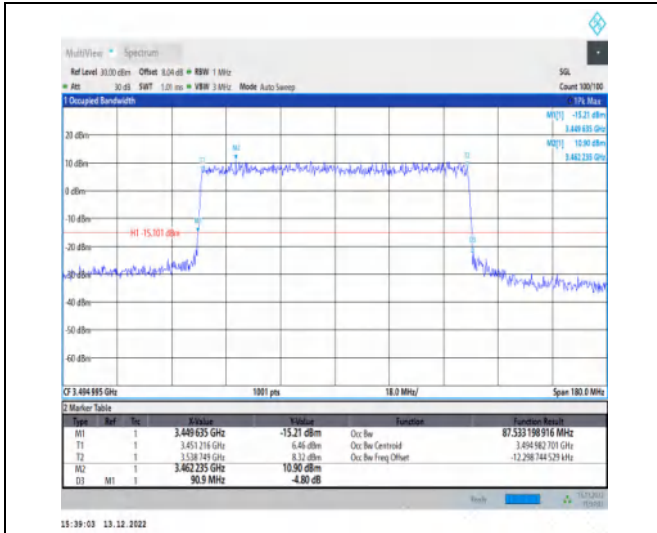 MultiView Spectrum
Ref Level 30.00 dBm Offset 8.04 dB RBW 1 MHz SGL
Att 30 dB SWT 1.01 ms VBW 3 MHz Mode Auto Sweep Count 100/100
1 Occupied Bandwidth 1Pk Max
M1[1] -15.21 dBm
3.449 635 GHz
M2[1] 10.90 dBm
3.462 235 GHz
20 dBm
T1 M2 T2
10 dBm
0 dBm
-10 dBm
M1
H1 -15.101 dBm
D3
-20 dBm
-30 dBm
-40 dBm
-50 dBm
-60 dBm
CF 3.494 995 GHz 1001 pts 18.0 MHz/ Span 180.0 MHz
2 Marker Table
Type Ref Trc X-Value Y-Value Function Function Result
M1 1 3.449 635 GHz -15.21 dBm Occ Bw 87.533 198 916 MHz
T1 1 3.451 216 GHz 6.46 dBm Occ Bw Centroid 3.494 982 701 GHz
T2 1 3.538 749 GHz 8.32 dBm Occ Bw Freq Offset -12.298 744 529 kHz
M2 1 3.462 235 GHz 10.90 dBm
D3 M1 1 90.9 MHz -4.80 dB
Ready
15:39:03 13.12.2022